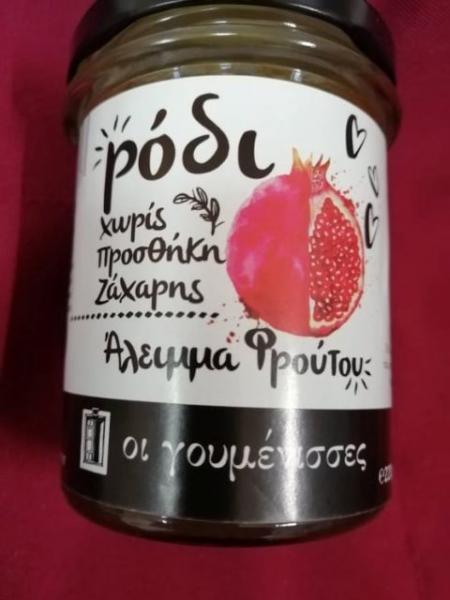 ρόδι
χωρίς
προσθήκη
ζάχαρης
Άλειμμα Φρούτου
οι γουμένισσες